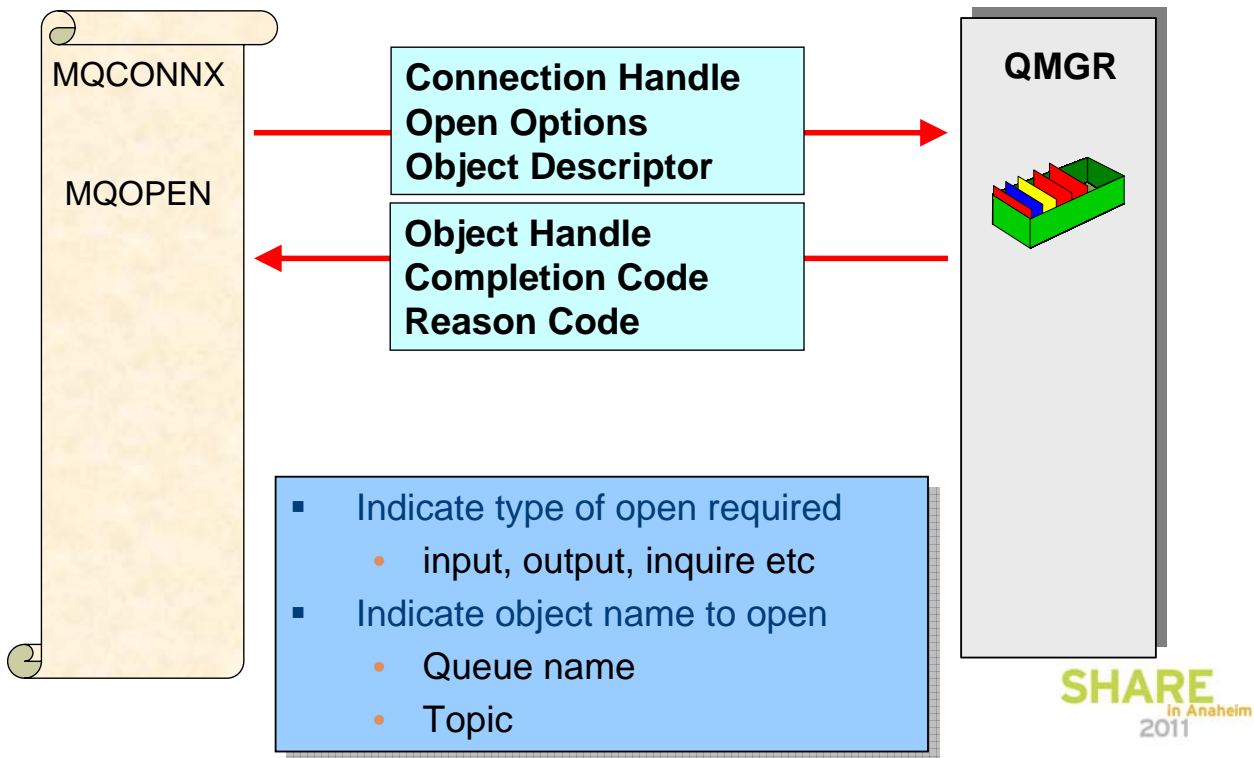 MQCONNX
MQOPEN
Connection Handle
Open Options
Object Descriptor
Object Handle
Completion Code
Reason Code
QMGR
▪ Indicate type of open required
• input, output, inquire etc
▪ Indicate object name to open
• Queue name
• Topic
SHARE
in Anaheim
2011